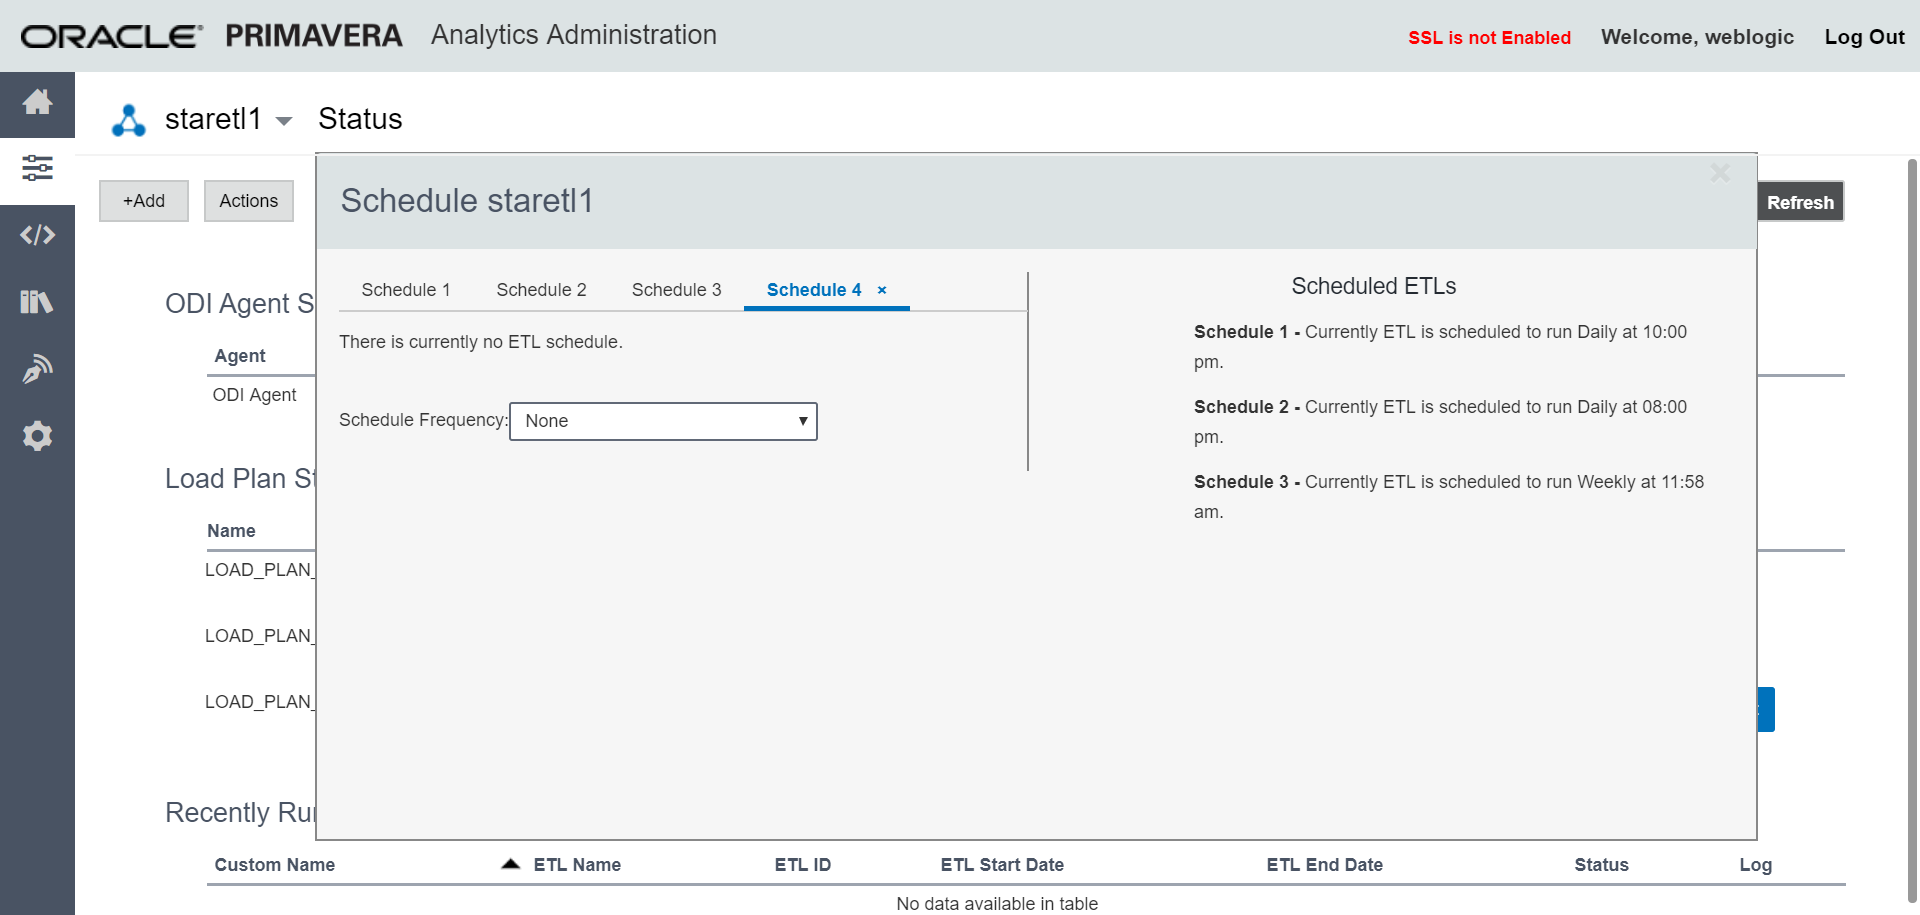 ORACLE PRIMAVERA Analytics Administration
SSL is not Enabled Welcome, weblogic Log Out
staretl1 Status
+Add Actions Refresh
Schedule staretl1 ×
Schedule 1 Schedule 2 Schedule 3 Schedule 4 ×
There is currently no ETL schedule.
Schedule Frequency: None
Scheduled ETLs
Schedule 1 - Currently ETL is scheduled to run Daily at 10:00
pm.
Schedule 2 - Currently ETL is scheduled to run Daily at 08:00
pm.
Schedule 3 - Currently ETL is scheduled to run Weekly at 11:58
am.
ODI Agent S
Agent
ODI Agent
Load Plan St
Name
LOAD_PLAN_
LOAD_PLAN_
LOAD_PLAN_
Recently Ru
Custom Name ETL Name ETL ID ETL Start Date ETL End Date Status Log
No data available in table